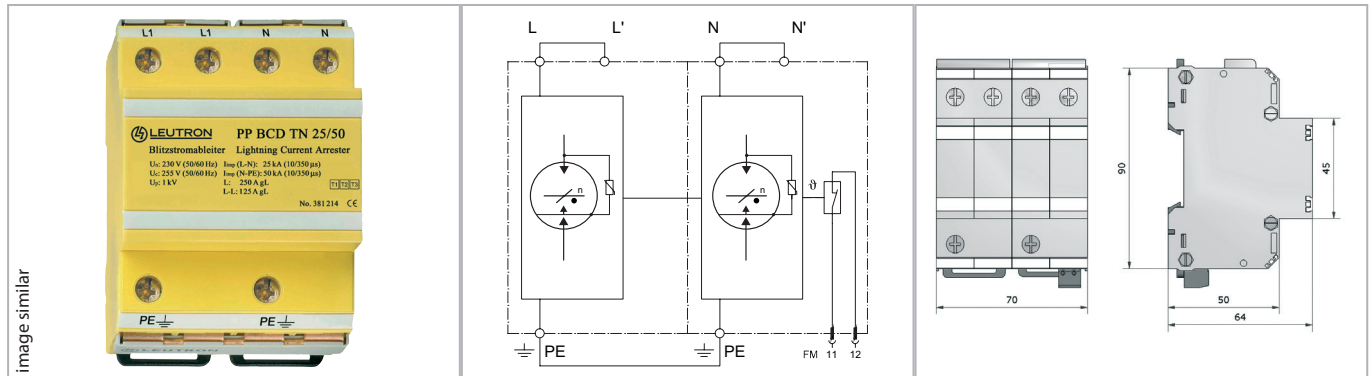 L1 L1 N N
LEUTRON PP BCD TN 25/50
Blitzstromableiter Lightning Current Arrester
Un: 230 V (50/60 Hz) Iimp (L-N): 25 kA (10/350 µs)
Uc: 255 V (50/60 Hz) Iimp (N-PE): 50 kA (10/350 µs)
Up: 1 kV L: 250 A gL
L-L: 125 A gL
T1 T2 T3
No. 381 214 CE
PE PE
LEUTRON
image similar
L L' N N'
n n
ϑ
PE PE FM 11 12
90
70
45
50
64